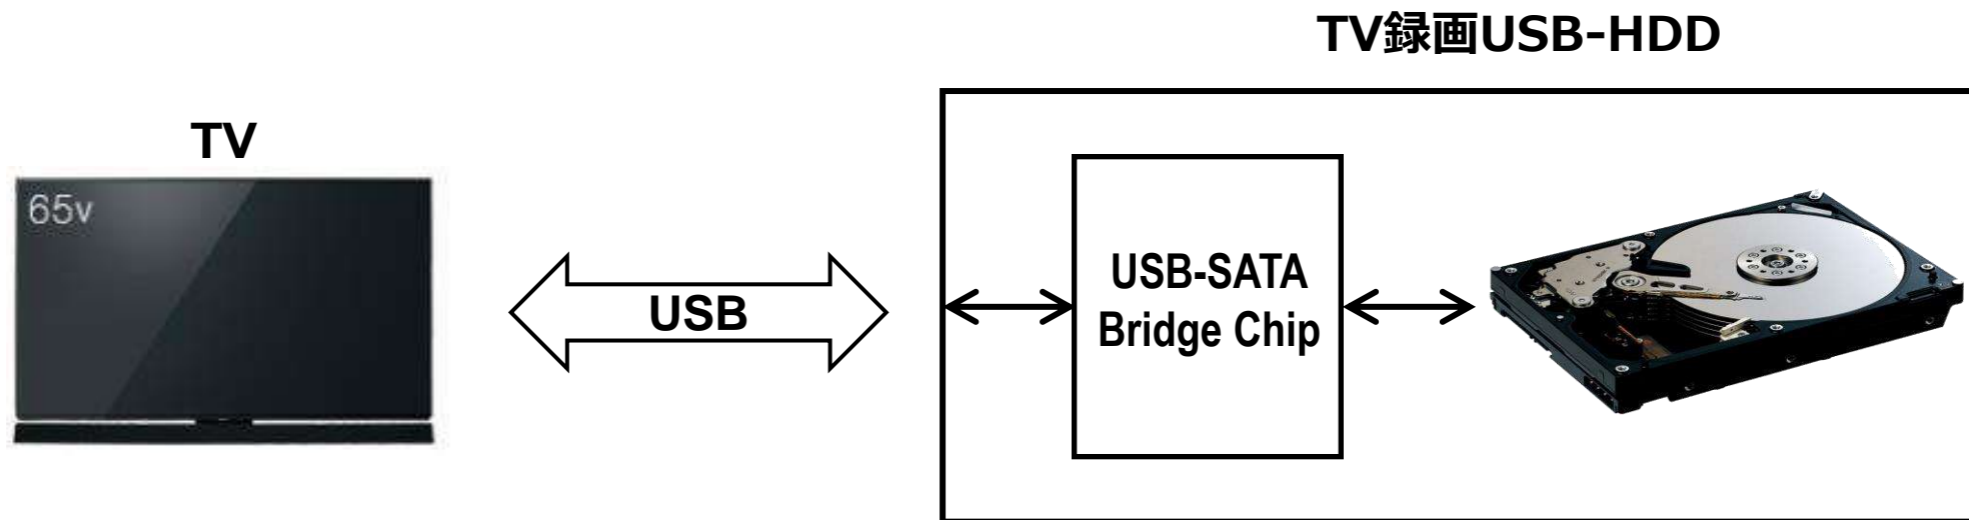 TV録画USB-HDD
TV
65v
USB
USB-SATA
Bridge Chip